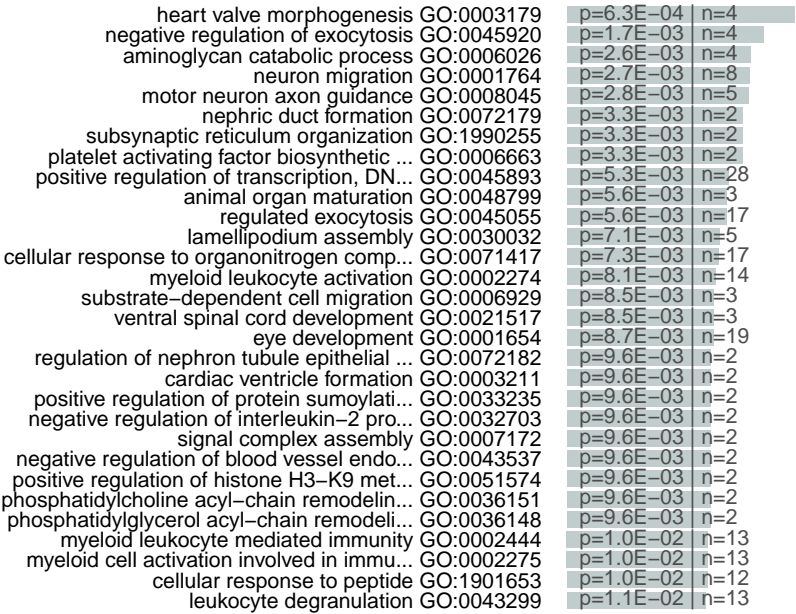 heart valve morphogenesis GO:0003179 p=6.3E−04 n=4
negative regulation of exocytosis GO:0045920 p=1.7E−03 n=4
aminoglycan catabolic process GO:0006026 p=2.6E−03 n=4
neuron migration GO:0001764 p=2.7E−03 n=8
motor neuron axon guidance GO:0008045 p=2.8E−03 n=5
nephric duct formation GO:0072179 p=3.3E−03 n=2
subsynaptic reticulum organization GO:1990255 p=3.3E−03 n=2
platelet activating factor biosynthetic ... GO:0006663 p=3.3E−03 n=2
positive regulation of transcription, DN... GO:0045893 p=5.3E−03 n=28
animal organ maturation GO:0048799 p=5.6E−03 n=3
regulated exocytosis GO:0045055 p=5.6E−03 n=17
lamellipodium assembly GO:0030032 p=7.1E−03 n=5
cellular response to organonitrogen comp... GO:0071417 p=7.3E−03 n=17
myeloid leukocyte activation GO:0002274 p=8.1E−03 n=14
substrate−dependent cell migration GO:0006929 p=8.5E−03 n=3
ventral spinal cord development GO:0021517 p=8.5E−03 n=3
eye development GO:0001654 p=8.7E−03 n=19
regulation of nephron tubule epithelial ... GO:0072182 p=9.6E−03 n=2
cardiac ventricle formation GO:0003211 p=9.6E−03 n=2
positive regulation of protein sumoylati... GO:0033235 p=9.6E−03 n=2
negative regulation of interleukin−2 pro... GO:0032703 p=9.6E−03 n=2
signal complex assembly GO:0007172 p=9.6E−03 n=2
negative regulation of blood vessel endo... GO:0043537 p=9.6E−03 n=2
positive regulation of histone H3−K9 met... GO:0051574 p=9.6E−03 n=2
phosphatidylcholine acyl−chain remodelin... GO:0036151 p=9.6E−03 n=2
phosphatidylglycerol acyl−chain remodeli... GO:0036148 p=9.6E−03 n=2
myeloid leukocyte mediated immunity GO:0002444 p=1.0E−02 n=13
myeloid cell activation involved in immu... GO:0002275 p=1.0E−02 n=13
cellular response to peptide GO:1901653 p=1.0E−02 n=12
leukocyte degranulation GO:0043299 p=1.1E−02 n=13